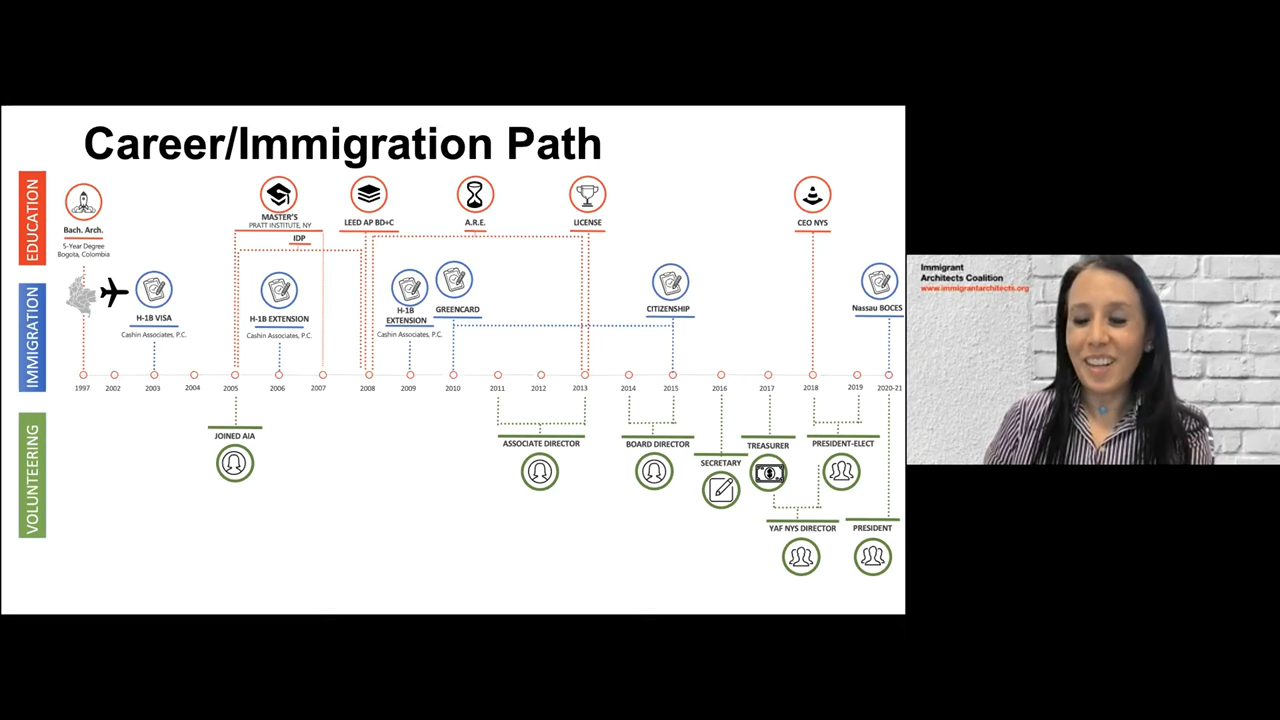 Career/Immigration Path
EDUCATION
Bach. Arch.
5-Year Degree
Bogota, Colombia
MASTER'S
PRATT INSTITUTE, NY
IDP
LEED AP BD+C
A.R.E.
LICENSE
CEO NYS
IMMIGRATION
H-1B VISA
Cashin Associates, P.C.
H-1B EXTENSION
Cashin Associates, P.C.
H-1B
EXTENSION
Cashin Associates, P.C.
GREENCARD
CITIZENSHIP
Nassau BOCES
1997 2002 2003 2004 2005 2006 2007 2008 2009 2010 2011 2012 2013 2014 2015 2016 2017 2018 2019 2020-21
VOLUNTEERING
JOINED AIA
ASSOCIATE DIRECTOR
BOARD DIRECTOR
SECRETARY
TREASURER
PRESIDENT-ELECT
YAF NYS DIRECTOR
PRESIDENT
Immigrant
Architects Coalition
www.immigrantarchitects.org